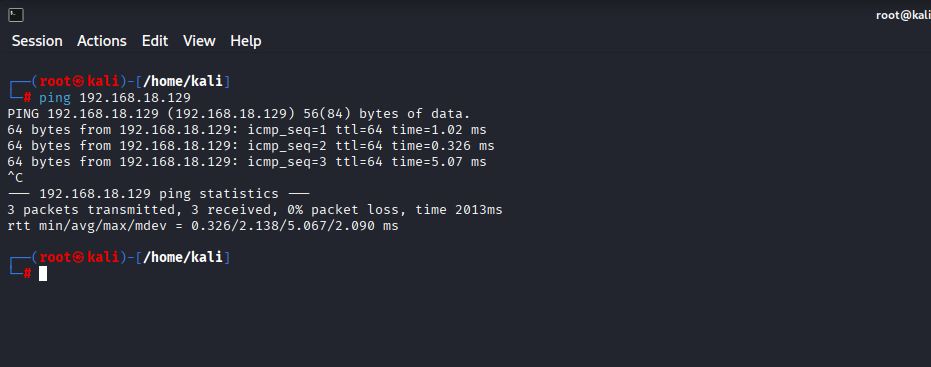 root@kali
Session Actions Edit View Help
┌──(root㉿kali)-[/home/kali]
└─# ping 192.168.18.129
PING 192.168.18.129 (192.168.18.129) 56(84) bytes of data.
64 bytes from 192.168.18.129: icmp_seq=1 ttl=64 time=1.02 ms
64 bytes from 192.168.18.129: icmp_seq=2 ttl=64 time=0.326 ms
64 bytes from 192.168.18.129: icmp_seq=3 ttl=64 time=5.07 ms
^C
--- 192.168.18.129 ping statistics ---
3 packets transmitted, 3 received, 0% packet loss, time 2013ms
rtt min/avg/max/mdev = 0.326/2.138/5.067/2.090 ms
┌──(root㉿kali)-[/home/kali]
└─#